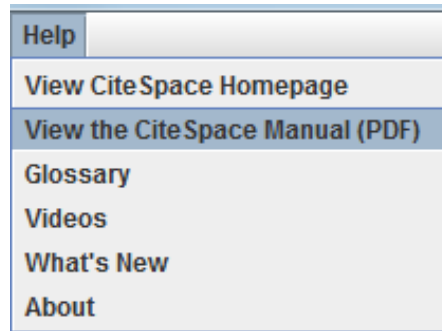 Help
View CiteSpace Homepage
View the CiteSpace Manual (PDF)
Glossary
Videos
What's New
About